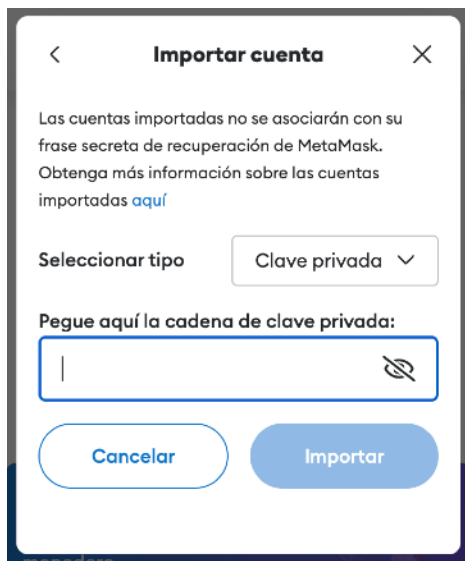 Importar cuenta
Las cuentas importadas no se asociarán con su
frase secreta de recuperación de MetaMask.
Obtenga más información sobre las cuentas
importadas aquí
Seleccionar tipo
Clave privada
Pegue aquí la cadena de clave privada:
Cancelar
Importar